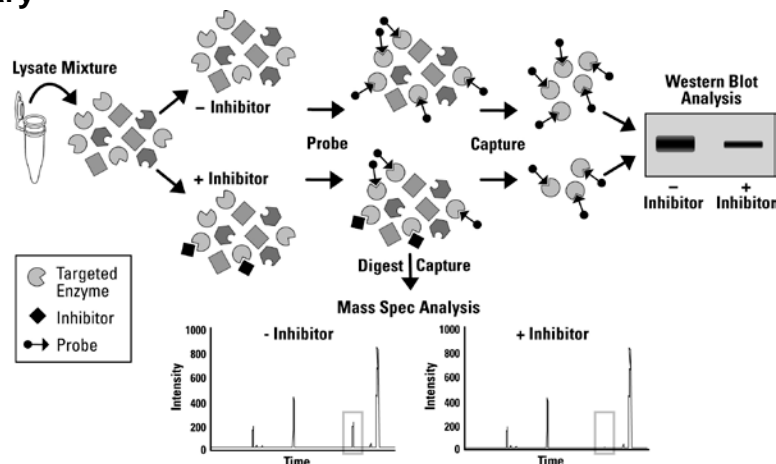 Lysate Mixture
– Inhibitor
+ Inhibitor
Probe
Capture
Western Blot
Analysis
– +
Inhibitor Inhibitor
Targeted
Enzyme
Inhibitor
Probe
Digest Capture
Mass Spec Analysis
- Inhibitor
Intensity
1000
800
600
400
200
0
Time
+ Inhibitor
Intensity
1000
800
600
400
200
0
Time